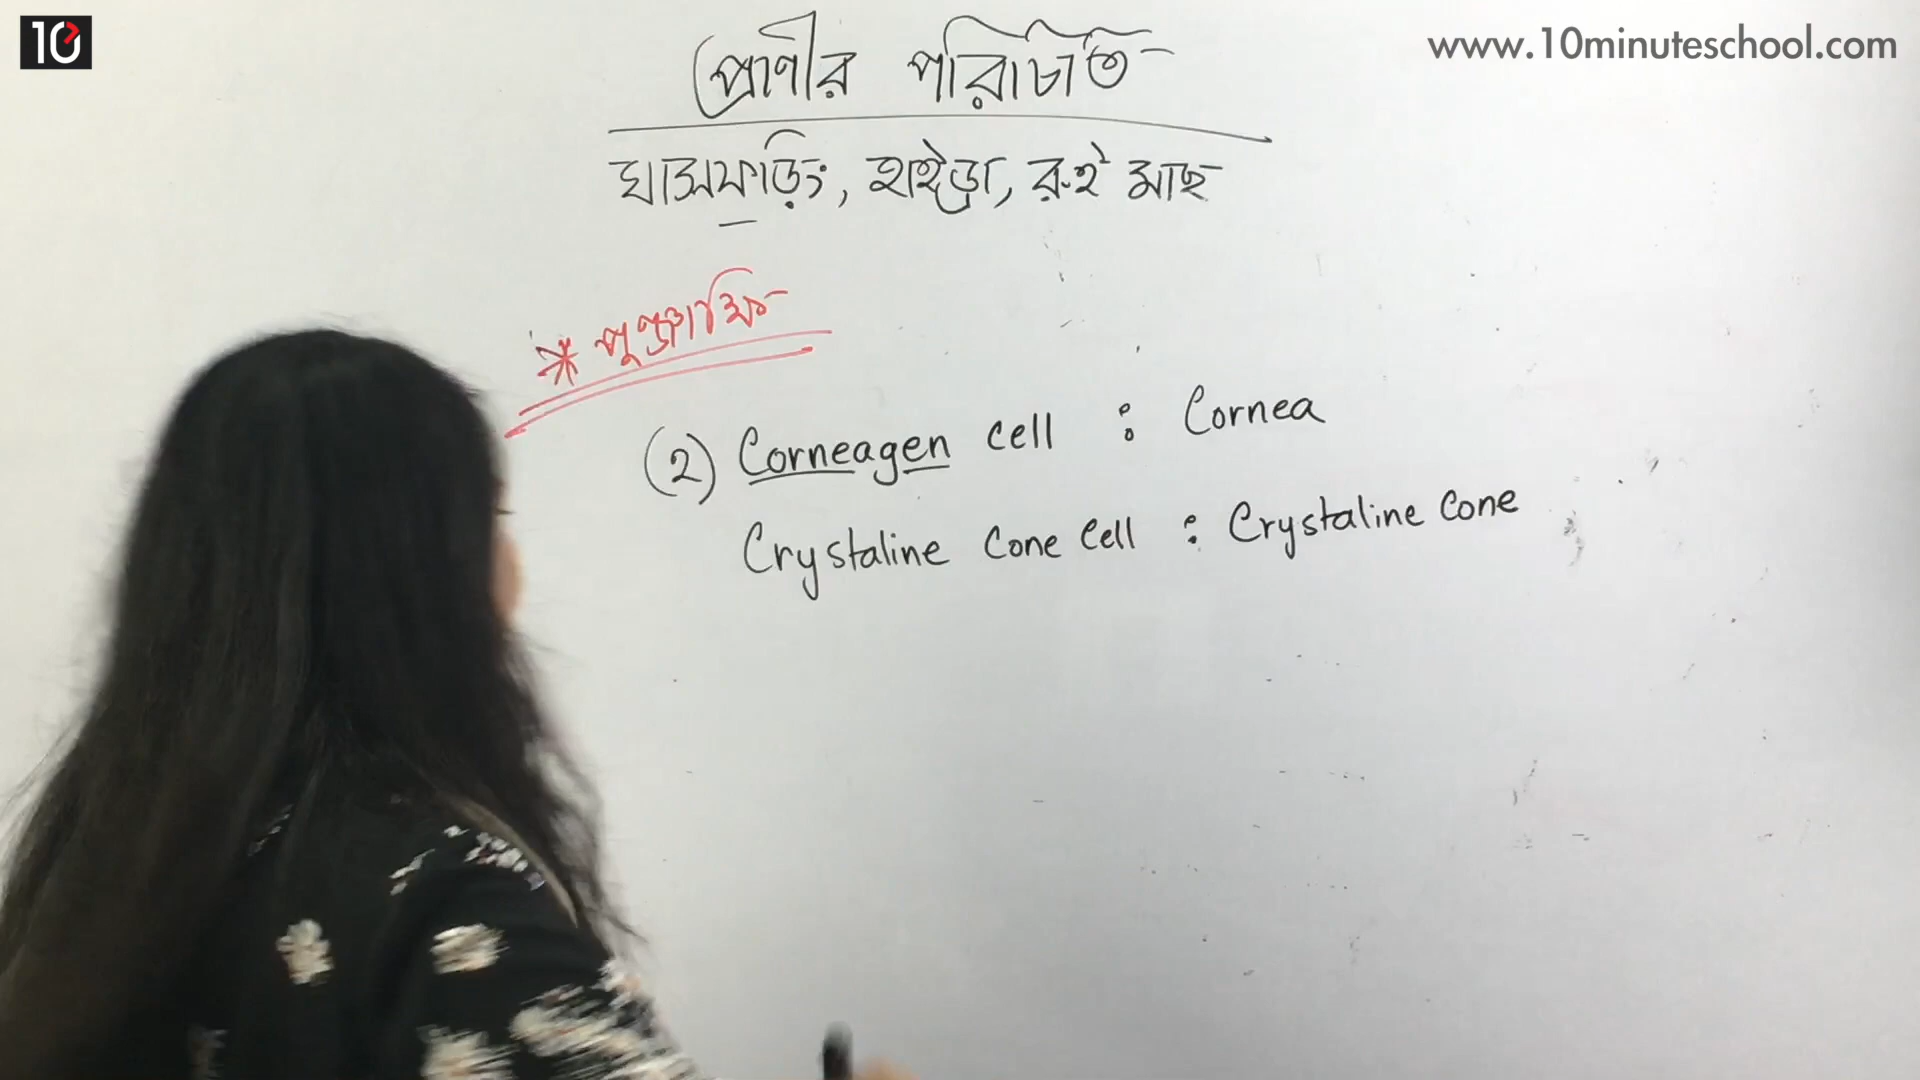 10
www.10minuteschool.com
প্রাণীর পরিচিতি
ঘাসফড়িং, হাইড্রা, রুই মাছ
* পুঞ্জাক্ষি
(2) Corneagen cell : Cornea
Crystaline Cone Cell : Crystaline Cone